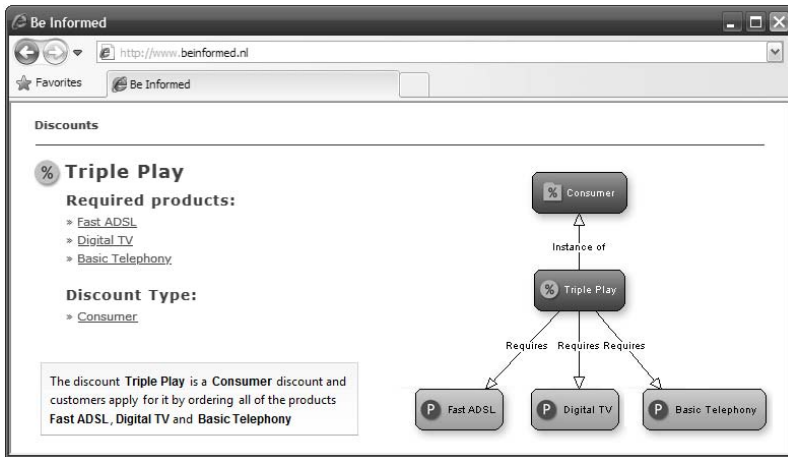 Be Informed
http://www.beinformed.nl
Favorites
Be Informed
Discounts
% Triple Play
Required products:
» Fast ADSL
» Digital TV
» Basic Telephony
Discount Type:
» Consumer
The discount Triple Play is a Consumer discount and
customers apply for it by ordering all of the products
Fast ADSL, Digital TV and Basic Telephony
% Consumer
Instance of
% Triple Play
Requires Requires Requires
P Fast ADSL
P Digital TV
P Basic Telephony